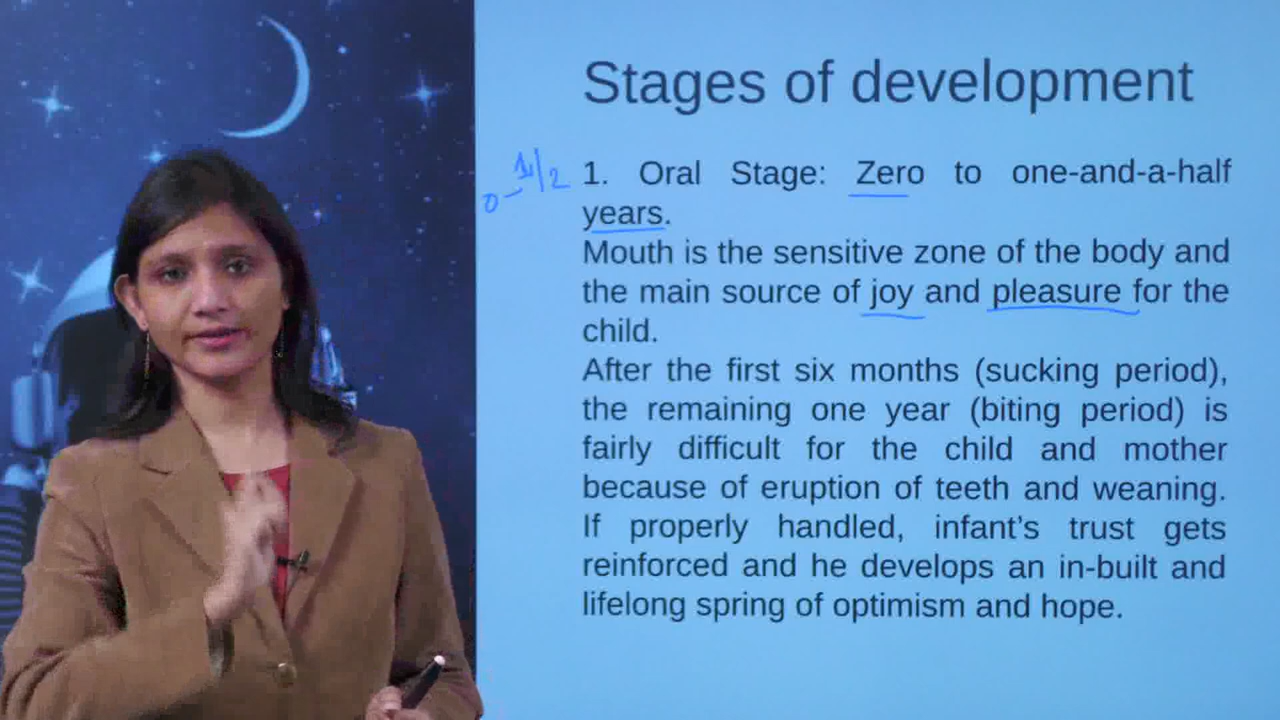 Stages of development
0-1 1/2
1. Oral Stage: Zero to one-and-a-half
years.
Mouth is the sensitive zone of the body and
the main source of joy and pleasure for the
child.
After the first six months (sucking period),
the remaining one year (biting period) is
fairly difficult for the child and mother
because of eruption of teeth and weaning.
If properly handled, infant’s trust gets
reinforced and he develops an in-built and
lifelong spring of optimism and hope.